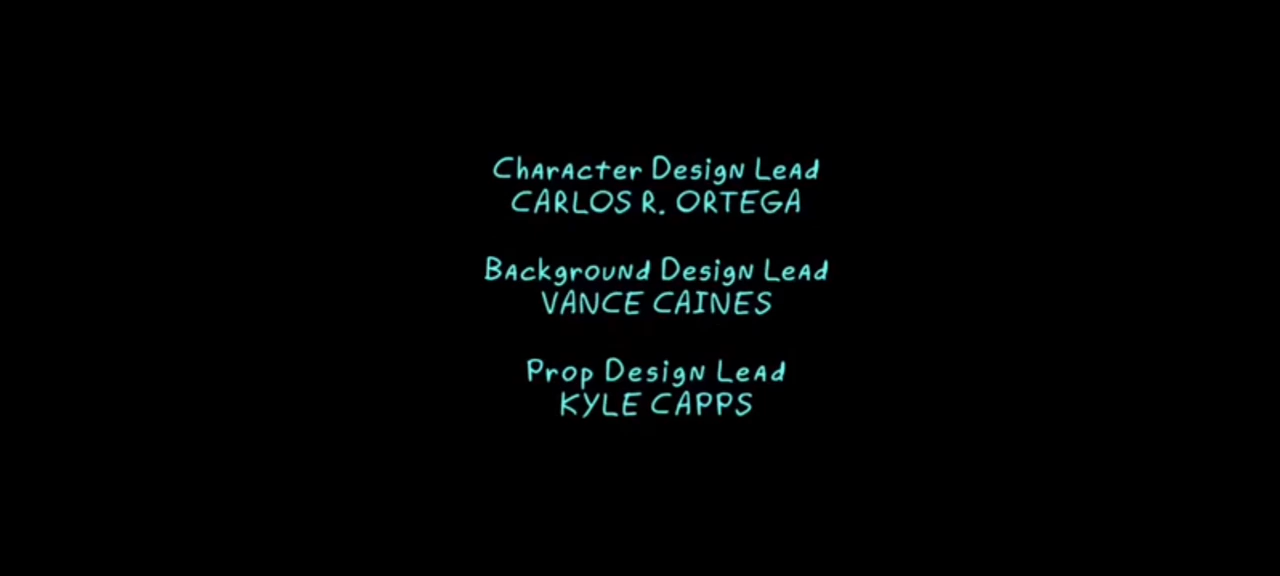 Character Design Lead
CARLOS R. ORTEGA
Background Design Lead
VANCE CAINES
Prop Design Lead
KYLE CAPPS